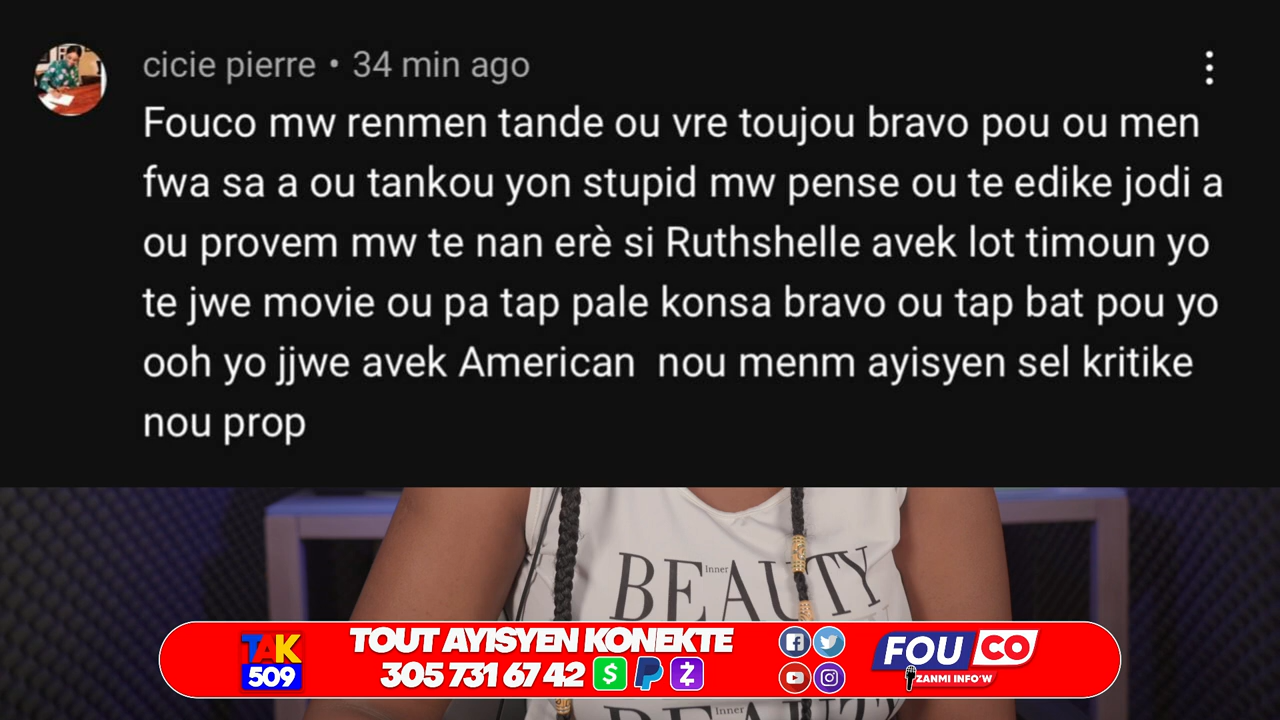 cicie pierre • 34 min ago
Fouco mw renmen tande ou vre toujou bravo pou ou men
fwa sa a ou tankou yon stupid mw pense ou te edike jodi a
ou provem mw te nan erè si Ruthshelle avek lot timoun yo
te jwe movie ou pa tap pale konsa bravo ou tap bat pou yo
ooh yo jjwe avek American nou menm ayisyen sel kritike
nou prop
BEAUTY
Inner
TAK
509
TOUT AYISYEN KONEKTE
305 731 67 42
FOUCO
ZANMI INFO'W
Inner